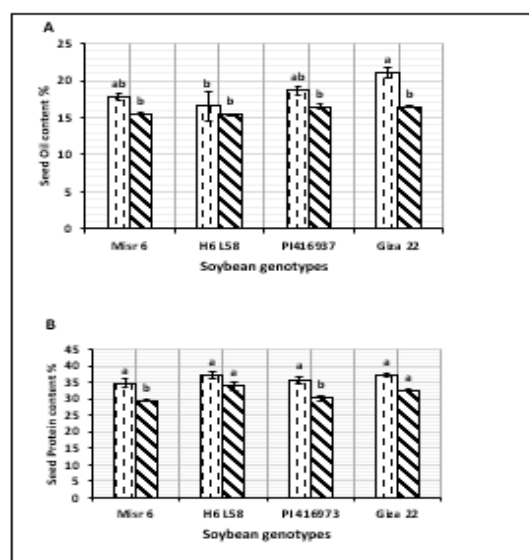 A
25
20
15
10
5
0
Seed Oil content %
ab b b b ab b a b
Misr 6 H6 L58 PI416937 Giza 22
Soybean genotypes
B
45
40
35
30
25
20
15
10
5
0
Seed Protein content %
a b a a a b a a
Misr 6 H6 L58 PI416973 Giza 22
Soybean genotypes